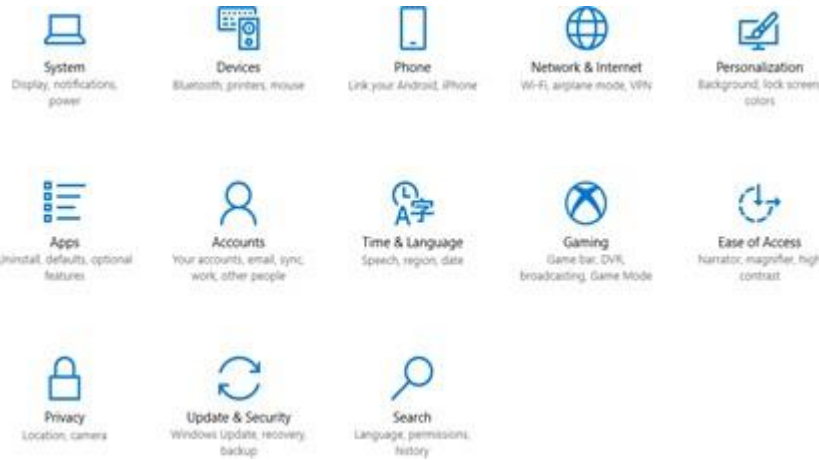 System
Display, notifications,
power
Devices
Bluetooth, printers, mouse
Phone
Link your Android, iPhone
Network & Internet
Wi-Fi, airplane mode, VPN
Personalization
Background, lock screen,
colors
Apps
Uninstall, defaults, optional
features
Accounts
Your accounts, email, sync,
work, other people
A字
Time & Language
Speech, region, date
Gaming
Game bar, DVR,
broadcasting, Game Mode
Ease of Access
Narrator, magnifier, high
contrast
Privacy
Location, camera
Update & Security
Windows Update, recovery,
backup
Search
Language, permissions,
history